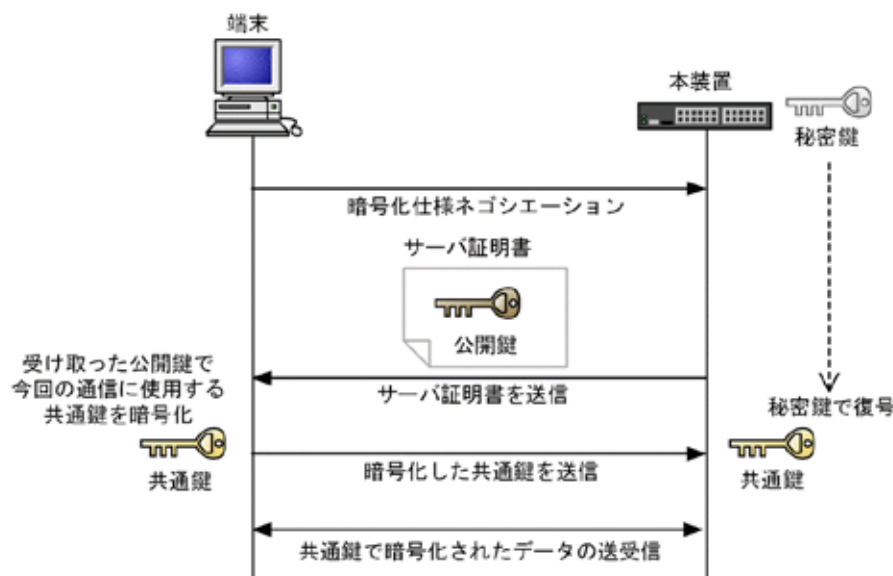 端末
本装置
秘密鍵
暗号化仕様ネゴシエーション
サーバ証明書
公開鍵
サーバ証明書を送信
受け取った公開鍵で
今回の通信に使用する
共通鍵を暗号化
秘密鍵で復号
共通鍵
暗号化した共通鍵を送信
共通鍵
共通鍵で暗号化されたデータの送受信